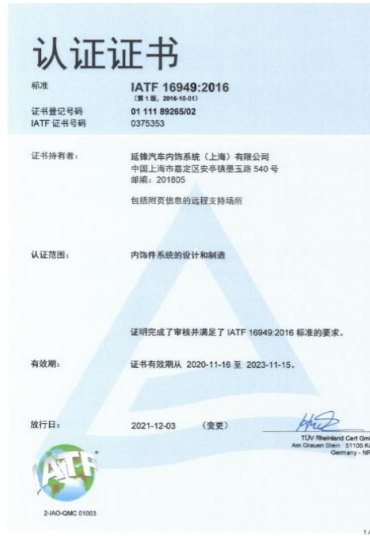 认证证书
标准 IATF 16949:2016
(第 1 版, 2016-10-01)
证书登记号码 01 111 89265/02
IATF 证书号码 0375353
证书持有者: 延锋汽车内饰系统(上海)有限公司
中国上海市嘉定区安亭镇墨玉路 540 号
邮编: 201805
包括附页信息的远程支持场所
认证范围: 内饰件系统的设计和制造
证明完成了审核并满足了 IATF 16949:2016 标准的要求。
有效期: 证书有效期从 2020-11-16 至 2023-11-15。
放行日: 2021-12-03 (变更)
TÜV Rheinland Cert Gm
Am Grauen Stein · 51105 K
Germany - NR
IATF
2-IAO-QMC 01003
1 /